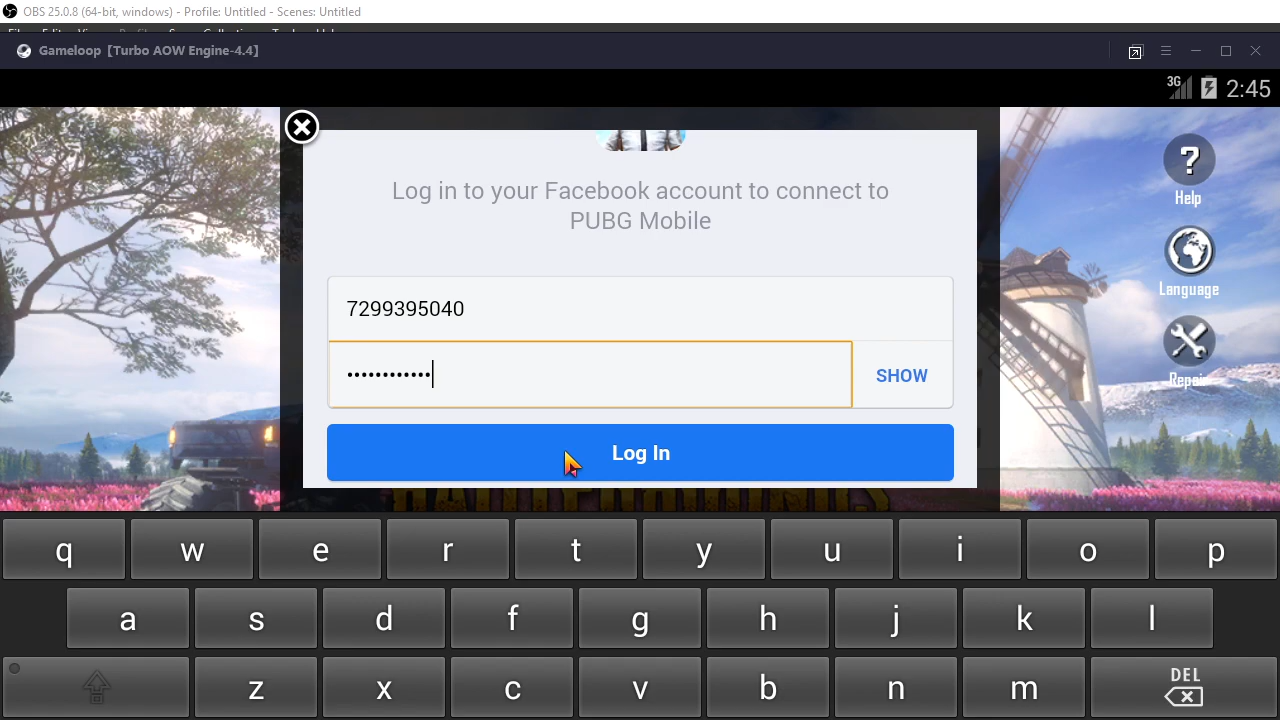 OBS 25.0.8 (64-bit, windows) - Profile: Untitled - Scenes: Untitled
Gameloop [Turbo AOW Engine-4.4]
3G 2:45
Log in to your Facebook account to connect to
PUBG Mobile
Help
7299395040
Language
•••••••••••• SHOW
Repair
Log In
q w e r t y u i o p
a s d f g h j k l
z x c v b n m DEL